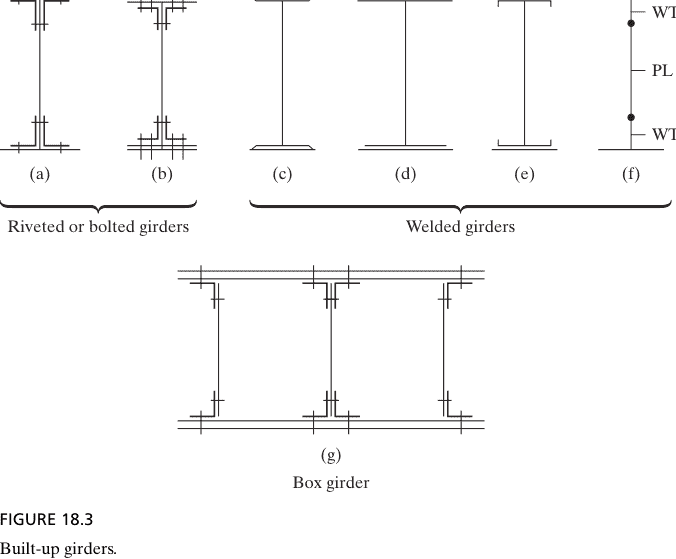 WT
PL
WT
(a)
(b)
(c)
(d)
(e)
(f)
Riveted or bolted girders
Welded girders
(g)
Box girder
FIGURE 18.3
Built-up girders.